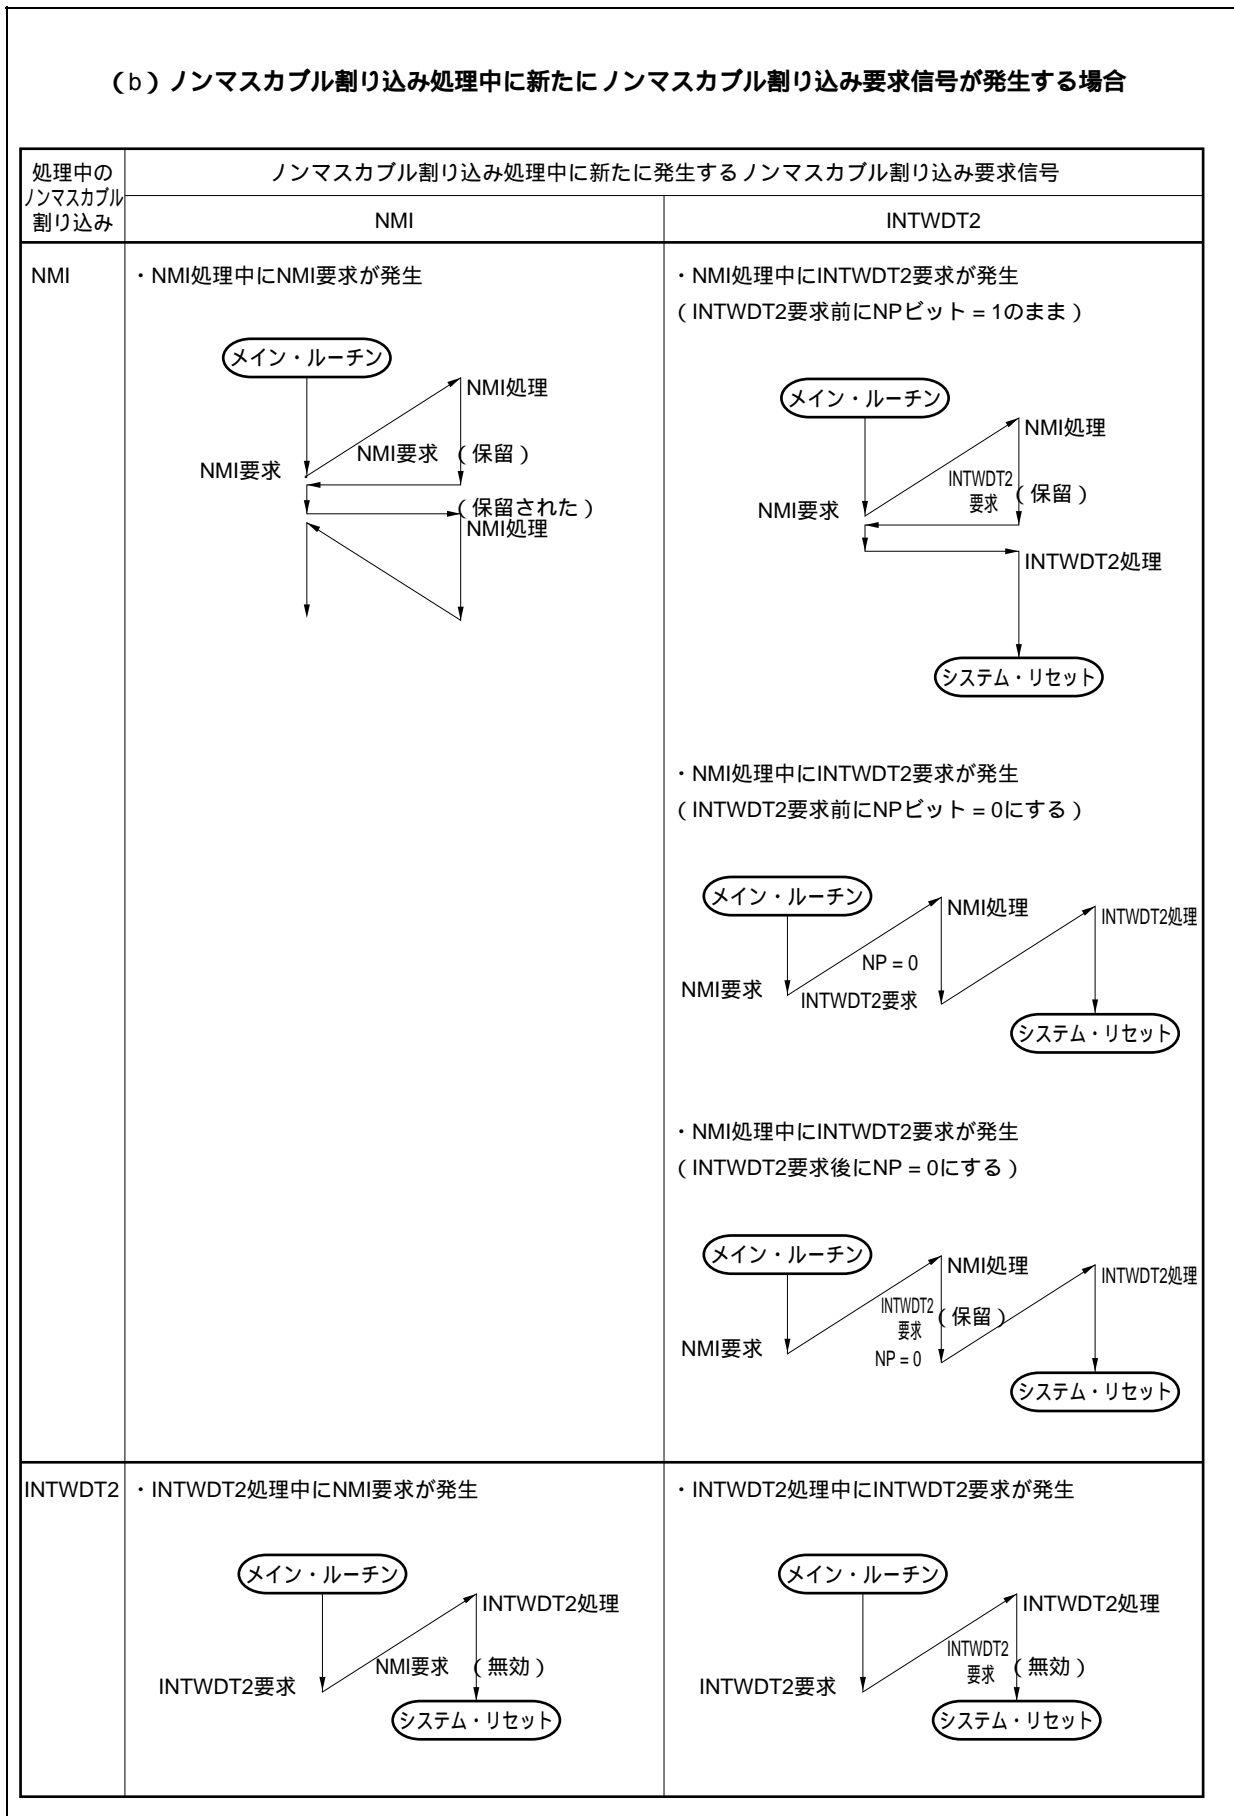 （b）ノンマスカブル割り込み処理中に新たにノンマスカブル割り込み要求信号が発生する場合
処理中の
ノンマスカブル
割り込み
ノンマスカブル割り込み処理中に新たに発生するノンマスカブル割り込み要求信号
NMI
INTWDT2
NMI
・NMI処理中にNMI要求が発生
メイン・ルーチン
NMI処理
NMI要求
NMI要求
（保留）
（保留された）
NMI処理
・NMI処理中にINTWDT2要求が発生
（INTWDT2要求前にNPビット = 1のまま）
メイン・ルーチン
NMI処理
INTWDT2
要求
（保留）
NMI要求
INTWDT2処理
システム・リセット
・NMI処理中にINTWDT2要求が発生
（INTWDT2要求前にNPビット = 0にする）
メイン・ルーチン
NMI処理
INTWDT2処理
NP = 0
NMI要求
INTWDT2要求
システム・リセット
・NMI処理中にINTWDT2要求が発生
（INTWDT2要求後にNP = 0にする）
メイン・ルーチン
NMI処理
INTWDT2処理
INTWDT2
要求
（保留）
NMI要求
NP = 0
システム・リセット
INTWDT2
・INTWDT2処理中にNMI要求が発生
メイン・ルーチン
INTWDT2処理
NMI要求
（無効）
INTWDT2要求
システム・リセット
・INTWDT2処理中にINTWDT2要求が発生
メイン・ルーチン
INTWDT2処理
INTWDT2
要求
（無効）
INTWDT2要求
システム・リセット